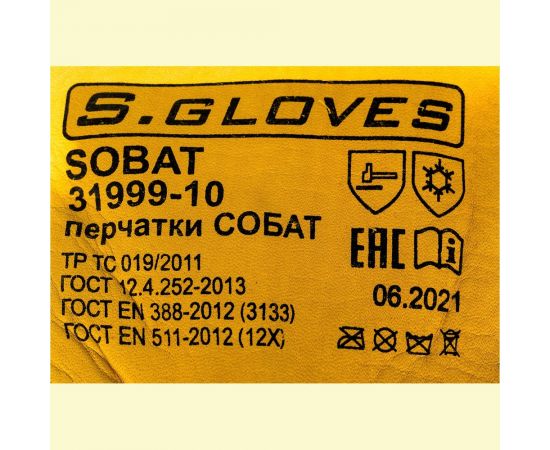 S.GLOVES
SOBAT
31999-10
перчатки СОБАТ
ТР ТС 019/2011
ГОСТ 12.4.252-2013
ГОСТ EN 388-2012 (3133)
ГОСТ EN 511-2012 (12X)
EAC
i
06.2021